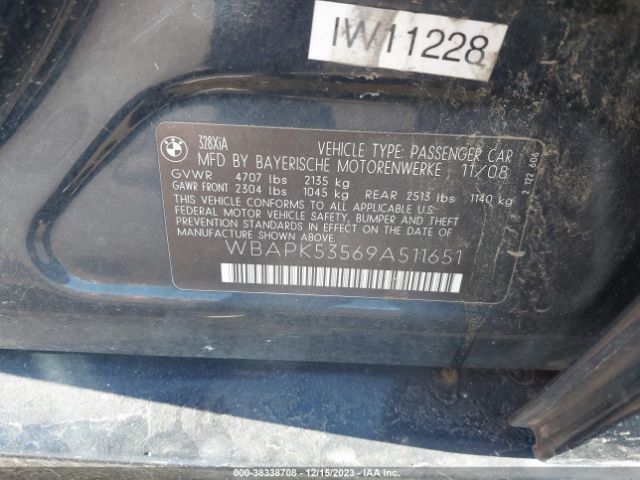 IW11228
328XiA
VEHICLE TYPE: PASSENGER CAR
MFD BY BAYERISCHE MOTORENWERKE 11/08
GVWR 4707 lbs 2135 kg
GAWR FRONT 2304 lbs 1045 kg REAR 2513 lbs 1140 kg
THIS VEHICLE CONFORMS TO ALL APPLICABLE U.S.
FEDERAL MOTOR VEHICLE SAFETY, BUMPER AND THEFT
PREVENTION STANDARDS IN EFFECT ON THE DATE OF
MANUFACTURE SHOWN ABOVE.
WBAPK53569A511651
2 122 606
000-38338708 - 12/15/2023 - IAA Inc.